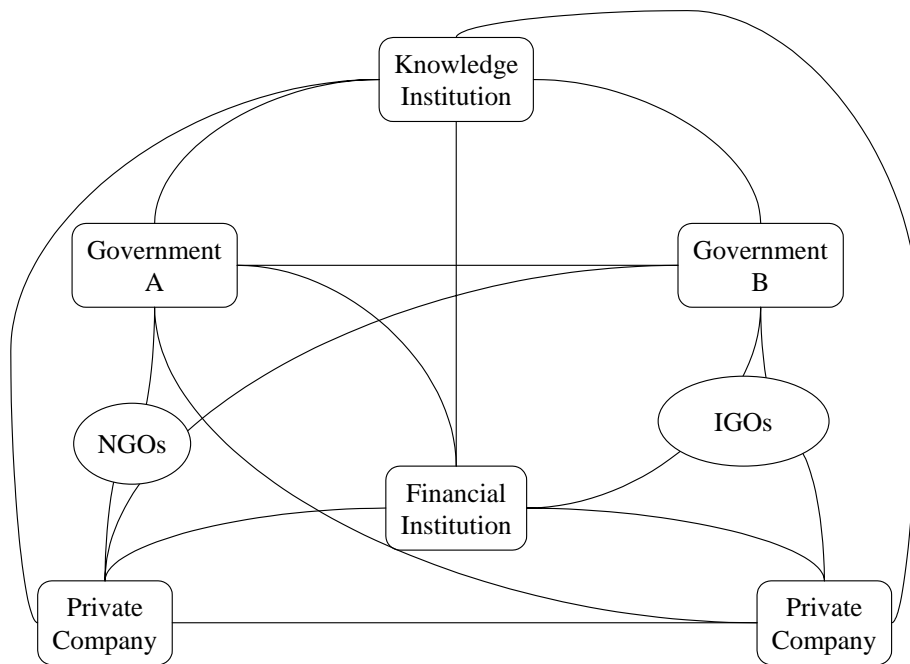 Knowledge
Institution
Government
A
Government
B
NGOs
IGOs
Financial
Institution
Private
Company
Private
Company